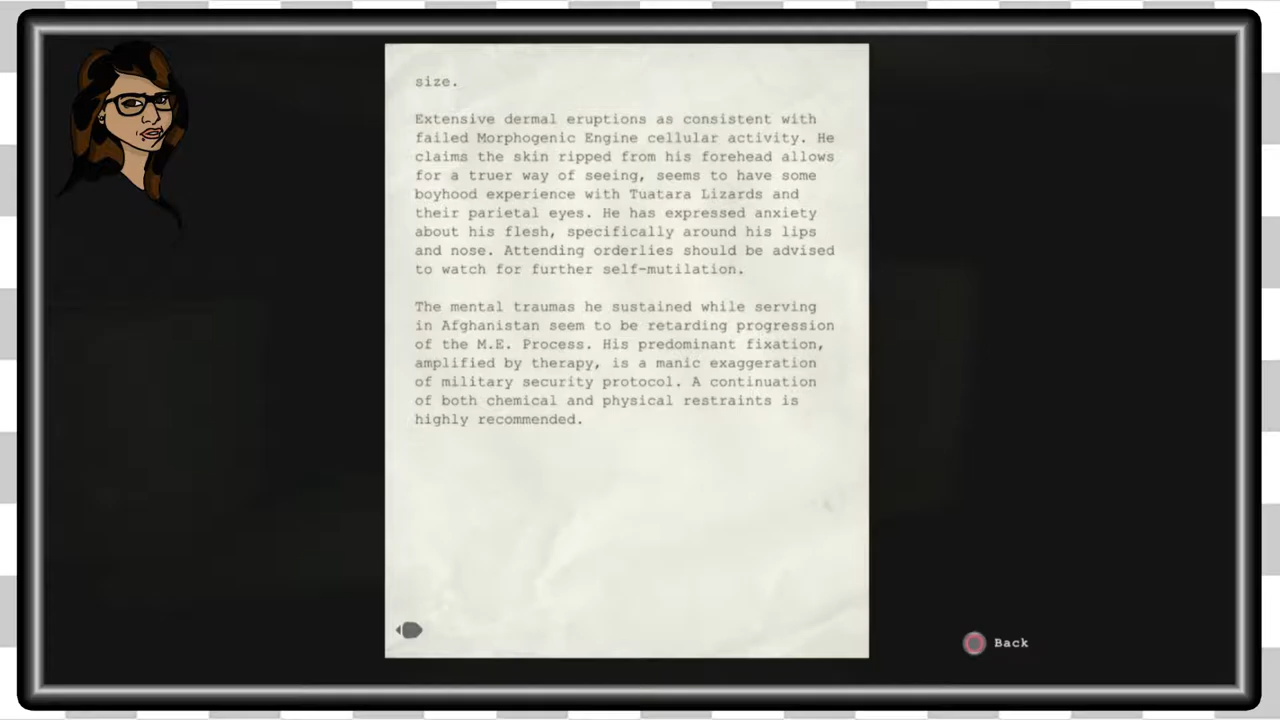 size.
Extensive dermal eruptions as consistent with
failed Morphogenic Engine cellular activity. He
claims the skin ripped from his forehead allows
for a truer way of seeing, seems to have some
boyhood experience with Tuatara Lizards and
their parietal eyes. He has expressed anxiety
about his flesh, specifically around his lips
and nose. Attending orderlies should be advised
to watch for further self-mutilation.
The mental traumas he sustained while serving
in Afghanistan seem to be retarding progression
of the M.E. Process. His predominant fixation,
amplified by therapy, is a manic exaggeration
of military security protocol. A continuation
of both chemical and physical restraints is
highly recommended.
Back